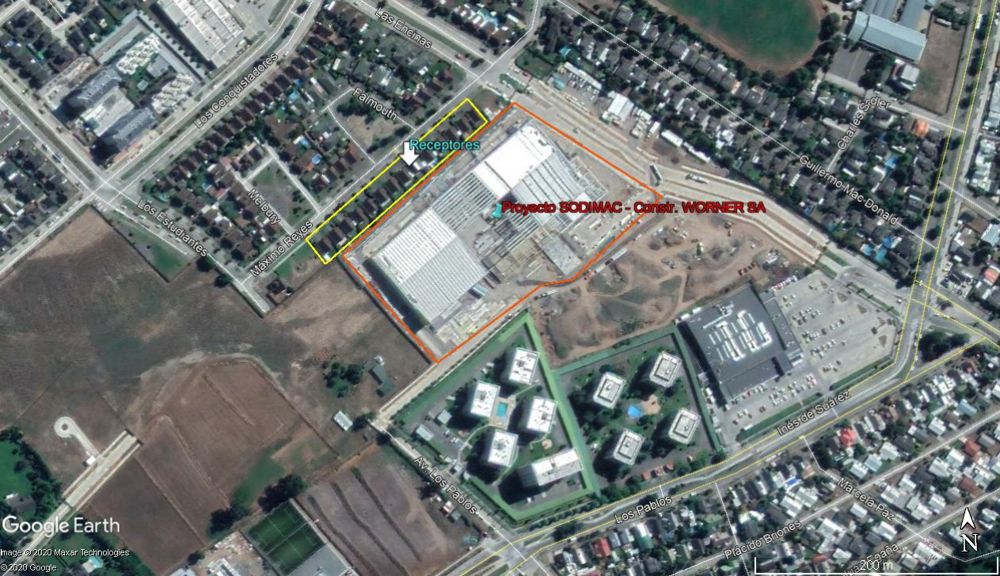 Las Encinas
Los Conquistadores
Falmouth
Charles Sidler
Receptores
Guillermo Mac-Donald
Melbury
Los Estudiantes
Proyecto SODIMAC - Constr. WORNER SA
Máximo Reyes
Inés de Suárez
Av. Los Pablos
Marcela Paz
Los Pablos
Plácido Briones
España
Google Earth
Image © 2020 Maxar Technologies
© 2020 Google
200 m
N